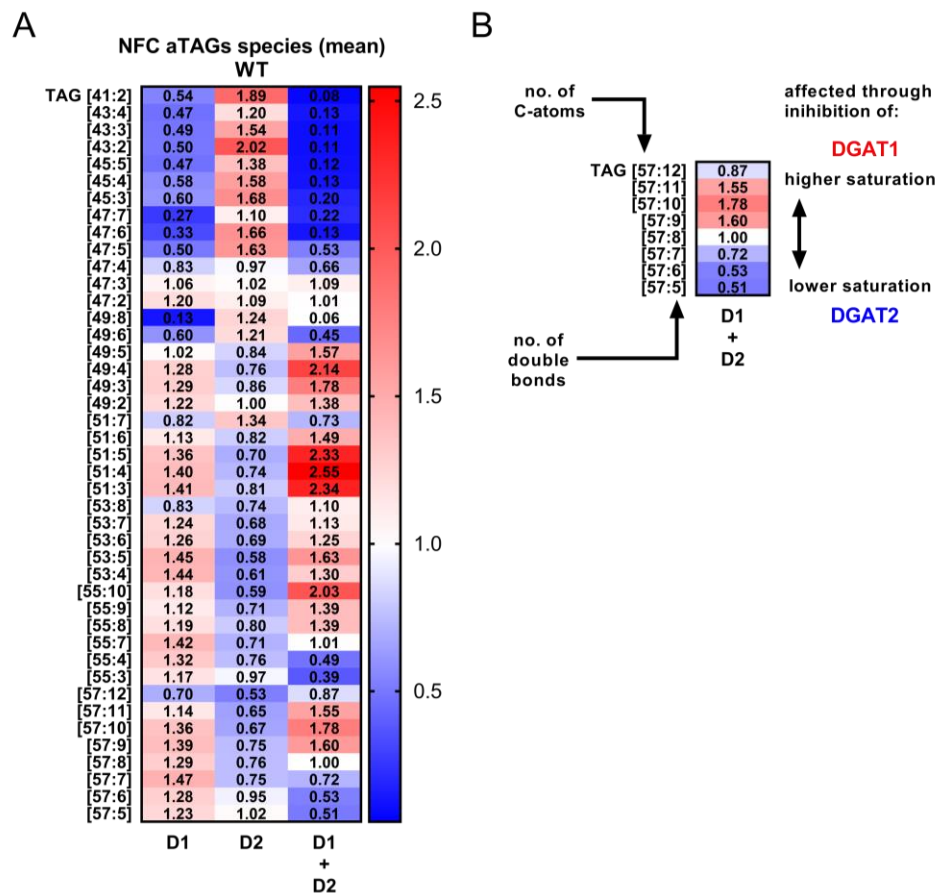 A
NFC aTAGs species (mean)
WT
TAG [41:2] 0.54 1.89 0.08
[43:4] 0.47 1.20 0.13
[43:3] 0.49 1.54 0.11
[43:2] 0.50 2.02 0.11
[45:5] 0.47 1.38 0.12
[45:4] 0.58 1.58 0.13
[45:3] 0.60 1.68 0.20
[47:7] 0.27 1.10 0.22
[47:6] 0.33 1.66 0.13
[47:5] 0.50 1.63 0.53
[47:4] 0.83 0.97 0.66
[47:3] 1.06 1.02 1.09
[47:2] 1.20 1.09 1.01
[49:8] 0.13 1.24 0.06
[49:6] 0.60 1.21 0.45
[49:5] 1.02 0.84 1.57
[49:4] 1.28 0.76 2.14
[49:3] 1.29 0.86 1.78
[49:2] 1.22 1.00 1.38
[51:7] 0.82 1.34 0.73
[51:6] 1.13 0.82 1.49
[51:5] 1.36 0.70 2.33
[51:4] 1.40 0.74 2.55
[51:3] 1.41 0.81 2.34
[53:8] 0.83 0.74 1.10
[53:7] 1.24 0.68 1.13
[53:6] 1.26 0.69 1.25
[53:5] 1.45 0.58 1.63
[53:4] 1.44 0.61 1.30
[55:10] 1.18 0.59 2.03
[55:9] 1.12 0.71 1.39
[55:8] 1.19 0.80 1.39
[55:7] 1.42 0.71 1.01
[55:4] 1.32 0.76 0.49
[55:3] 1.17 0.97 0.39
[57:12] 0.70 0.53 0.87
[57:11] 1.14 0.65 1.55
[57:10] 1.36 0.67 1.78
[57:9] 1.39 0.75 1.60
[57:8] 1.29 0.76 1.00
[57:7] 1.47 0.75 0.72
[57:6] 1.28 0.95 0.53
[57:5] 1.23 1.02 0.51
D1 D2 D1
+
D2
2.5
2.0
1.5
1.0
0.5
B
no. of
C-atoms
affected through
inihibition of:
DGAT1
higher saturation
lower saturation
DGAT2
TAG [57:12] 0.87
[57:11] 1.55
[57:10] 1.78
[57:9] 1.60
[57:8] 1.00
[57:7] 0.72
[57:6] 0.53
[57:5] 0.51
D1
+
D2
no. of
double
bonds